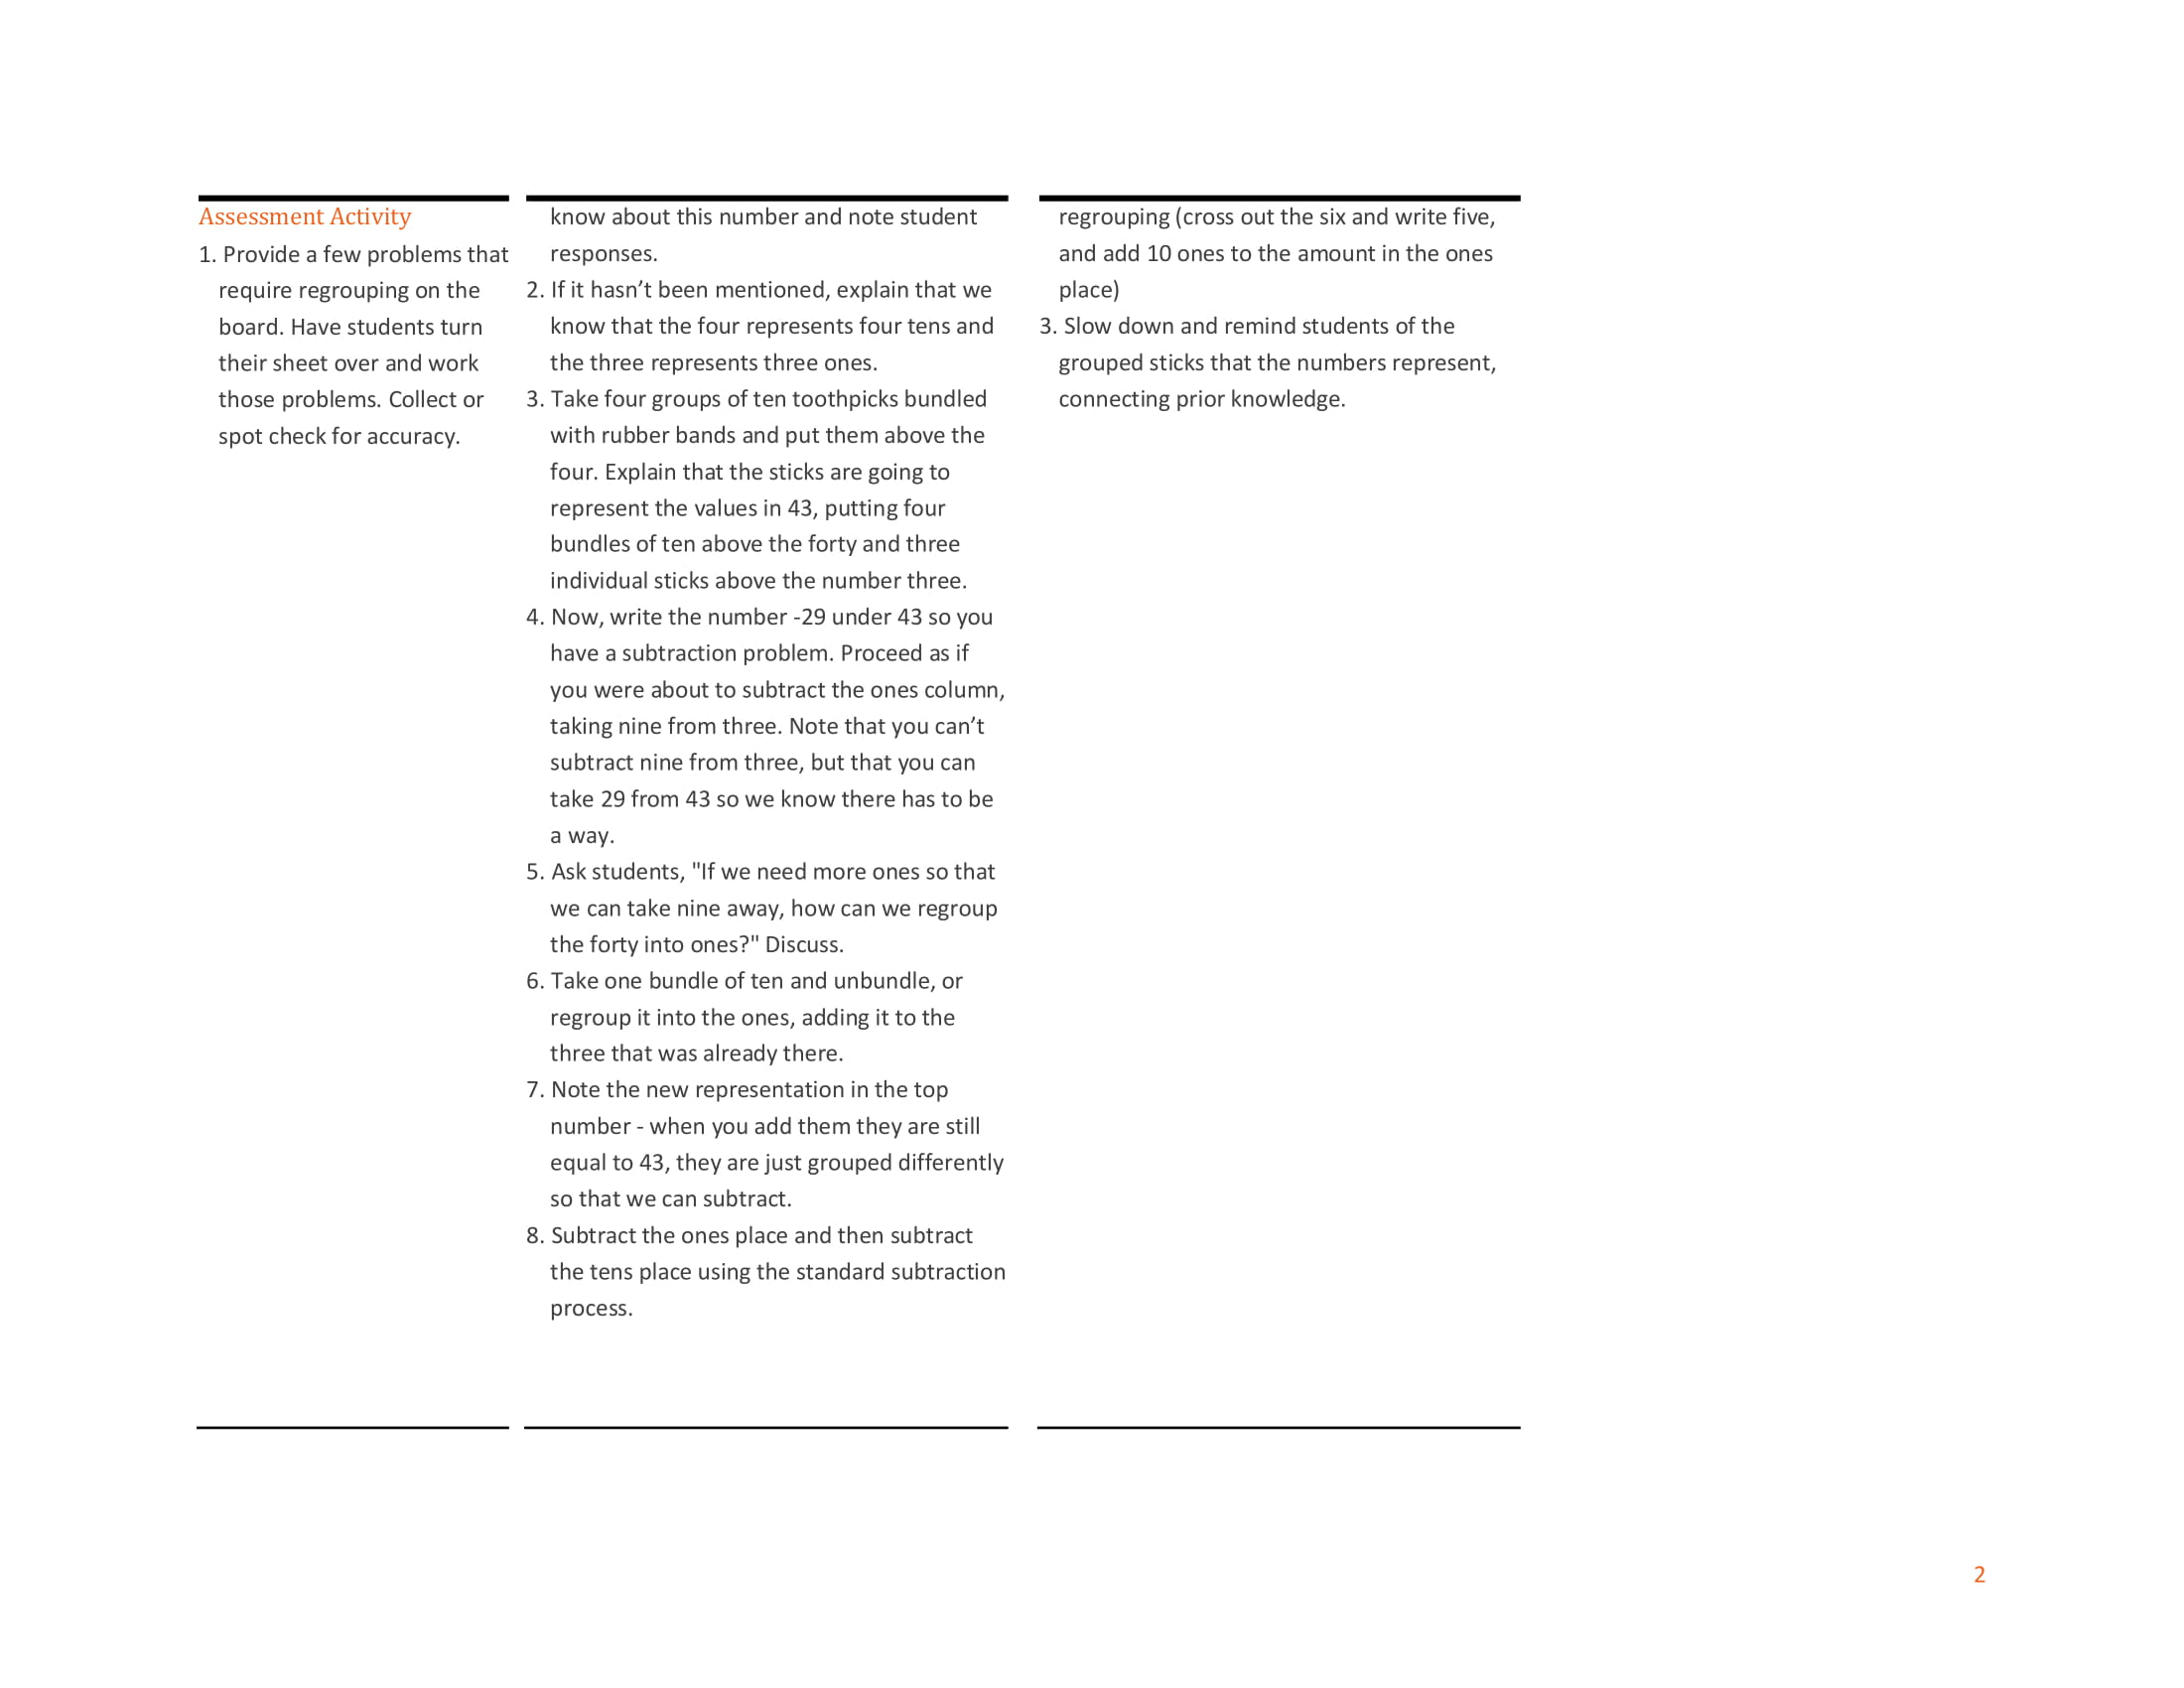 Assessment Activity
1. Provide a few problems that
require regrouping on the
board. Have students turn
their sheet over and work
those problems. Collect or
spot check for accuracy.
know about this number and note student
responses.
2. If it hasn’t been mentioned, explain that we
know that the four represents four tens and
the three represents three ones.
3. Take four groups of ten toothpicks bundled
with rubber bands and put them above the
four. Explain that the sticks are going to
represent the values in 43, putting four
bundles of ten above the forty and three
individual sticks above the number three.
4. Now, write the number -29 under 43 so you
have a subtraction problem. Proceed as if
you were about to subtract the ones column,
taking nine from three. Note that you can’t
subtract nine from three, but that you can
take 29 from 43 so we know there has to be
a way.
5. Ask students, "If we need more ones so that
we can take nine away, how can we regroup
the forty into ones?" Discuss.
6. Take one bundle of ten and unbundle, or
regroup it into the ones, adding it to the
three that was already there.
7. Note the new representation in the top
number - when you add them they are still
equal to 43, they are just grouped differently
so that we can subtract.
8. Subtract the ones place and then subtract
the tens place using the standard subtraction
process.
regrouping (cross out the six and write five,
and add 10 ones to the amount in the ones
place)
3. Slow down and remind students of the
grouped sticks that the numbers represent,
connecting prior knowledge.
2